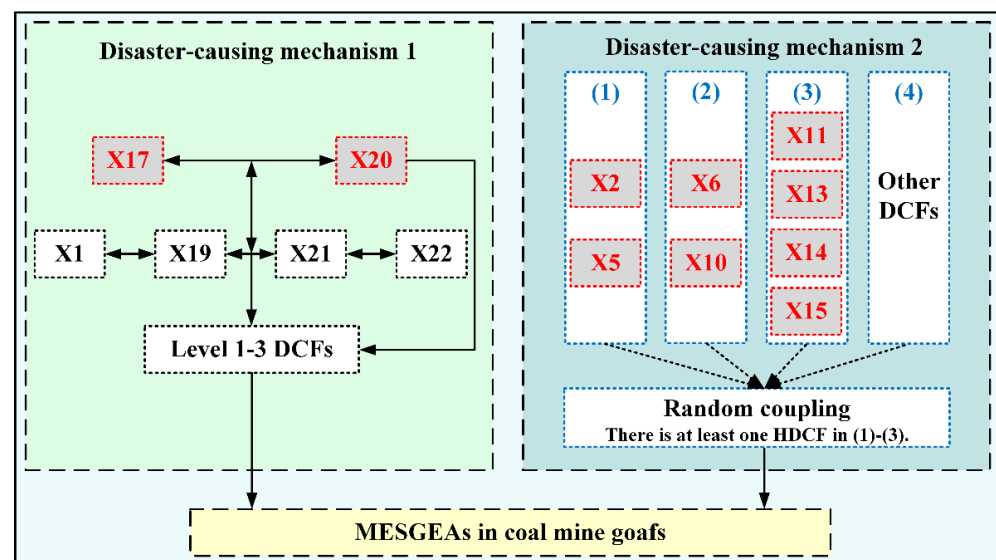 Disaster-causing mechanism 1
X17
X20
X1
X19
X21
X22
Level 1-3 DCFs
Disaster-causing mechanism 2
(1)
(2)
(3)
(4)
X2
X5
X6
X10
X11
X13
X14
X15
Other
DCFs
Random coupling
There is at least one HDCF in (1)-(3).
MESGEAs in coal mine goafs